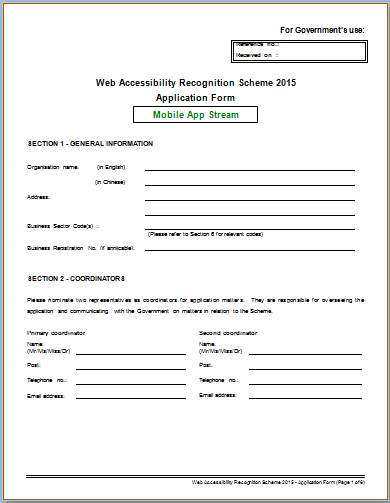 For Government's use:
Reference no.:
Received on :
Web Accessibility Recognition Scheme 2015
Application Form
Mobile App Stream
SECTION 1 - GENERAL INFORMATION
Organisation name: (in English)
(in Chinese)
Address:
Business Sector Code(s) :
(Please refer to Section 6 for relevant codes)
Business Registration No. (if applicable):
SECTION 2 - COORDINATORS
Please nominate two representatives as coordinators for application matters. They are responsible for overseeing the
application and communicating with the Government on matters in relation to the Scheme.
Primary coordinator Second coordinator
Name: Name:
(Mr/Ms/Miss/Dr) (Mr/Ms/Miss/Dr)
Post: Post:
Telephone no.: Telephone no.:
Email address: Email address:
Web Accessibility Recognition Scheme 2015 - Application Form (Page 1 of 9)